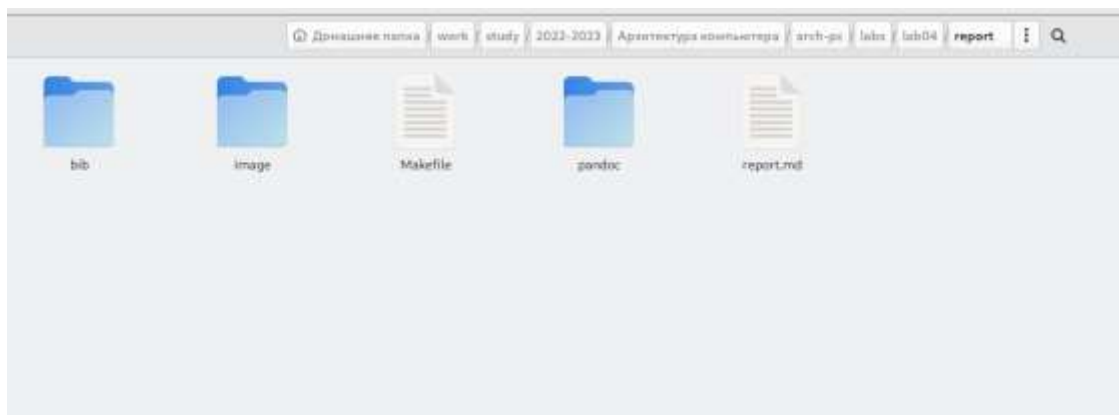 Домашняя папка / work / study / 2022-2023 / Архитектура компьютера / arch-pc / labs / lab04 / report
bib image Makefile pandoc report.md